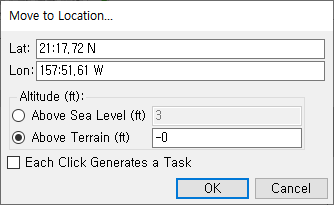 Move to Location...
Lat: 21:17.72 N
Lon: 157:51.61 W
Altitude (ft):
Above Sea Level (ft) 3
Above Terrain (ft) -0
Each Click Generates a Task
OK Cancel